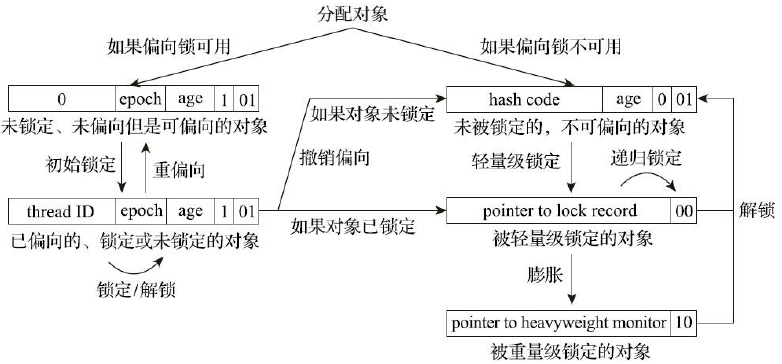 分配对象
如果偏向锁可用
如果偏向锁不可用
0 epoch age 1 01
未锁定、未偏向但是可偏向的对象
hash code age 0 01
未被锁定的，不可偏向的对象
如果对象未锁定
初始锁定
重偏向
撤销偏向
轻量级锁定
递归锁定
thread ID epoch age 1 01
已偏向的、锁定或未锁定的对象
如果对象已锁定
pointer to lock record 00
被轻量级锁定的对象
解锁
锁定/解锁
膨胀
pointer to heavyweight monitor 10
被重量级锁定的对象